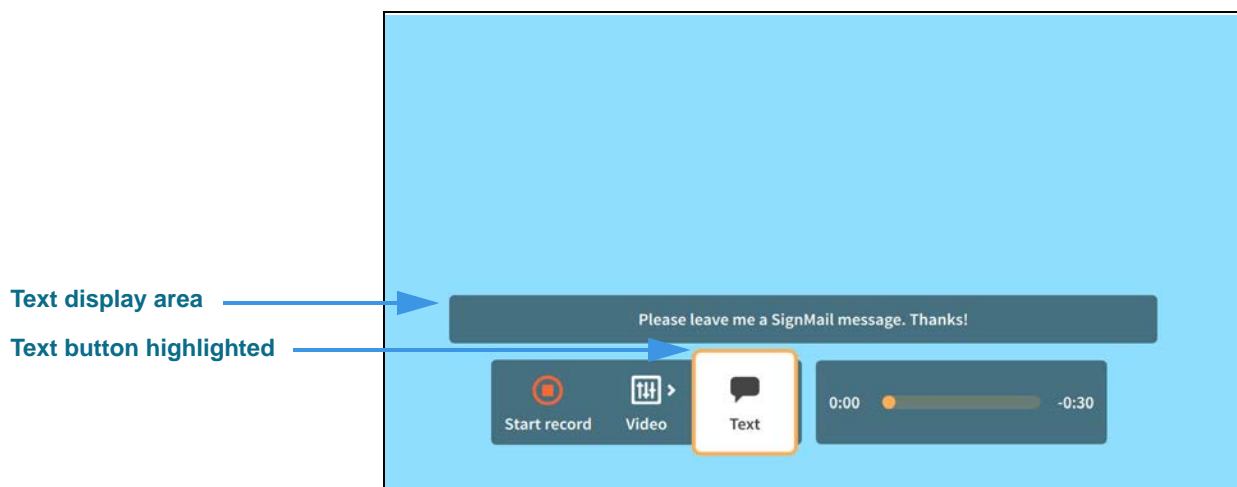 Text display area
Please leave me a SignMail message. Thanks!
Text button highlighted
Start record
Video
Text
0:00
-0:30